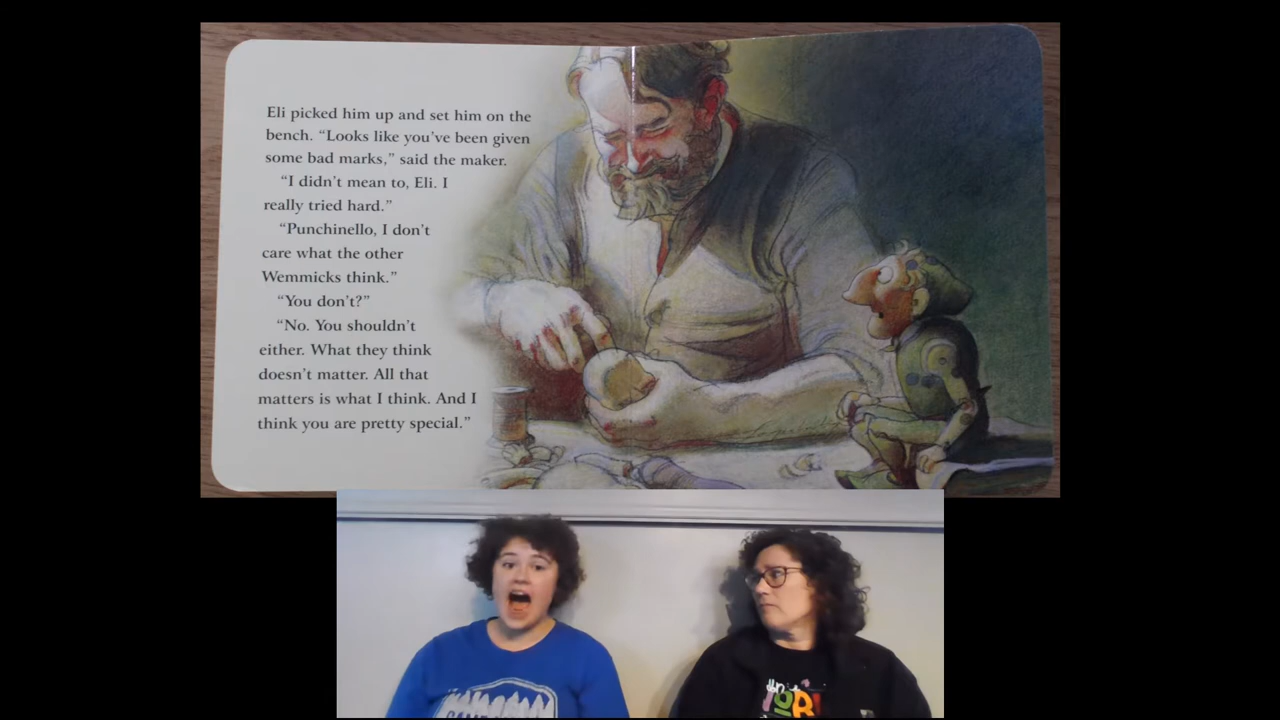 Eli picked him up and set him on the
bench. “Looks like you’ve been given
some bad marks,” said the maker.
“I didn’t mean to, Eli. I
really tried hard.”
“Punchinello, I don’t
care what the other
Wemmicks think.”
“You don’t?”
“No. You shouldn’t
either. What they think
doesn’t matter. All that
matters is what I think. And I
think you are pretty special.”